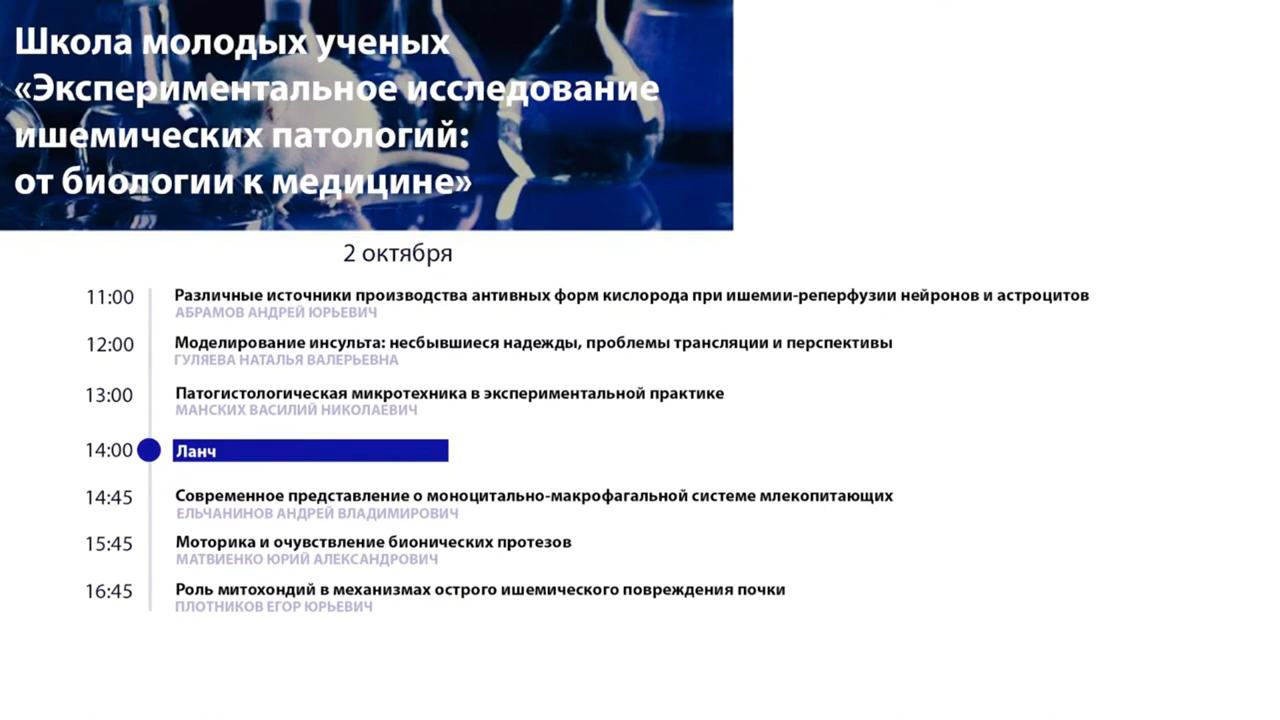 Школа молодых ученых
«Экспериментальное исследование
ишемических патологий:
от биологии к медицине»
2 октября
11:00 Различные источники производства антивных форм кислорода при ишемии-реперфузии нейронов и астроцитов
АБРАМОВ АНДРЕЙ ЮРЬЕВИЧ
12:00 Моделирование инсульта: несбывшиеся надежды, проблемы трансляции и перспективы
ГУЛЯЕВА НАТАЛЬЯ ВАЛЕРЬЕВНА
13:00 Патогистологическая микротехника в экспериментальной практике
МАНСКИХ ВАСИЛИЙ НИКОЛАЕВИЧ
14:00 Ланч
14:45 Современное представление о моноцитально-макрофагальной системе млекопитающих
ЕЛЬЧАНИНОВ АНДРЕЙ ВЛАДИМИРОВИЧ
15:45 Моторика и очувствление бионических протезов
МАТВИЕНКО ЮРИЙ АЛЕКСАНДРОВИЧ
16:45 Роль митохондий в механизмах острого ишемического повреждения почки
ПЛОТНИКОВ ЕГОР ЮРЬЕВИЧ